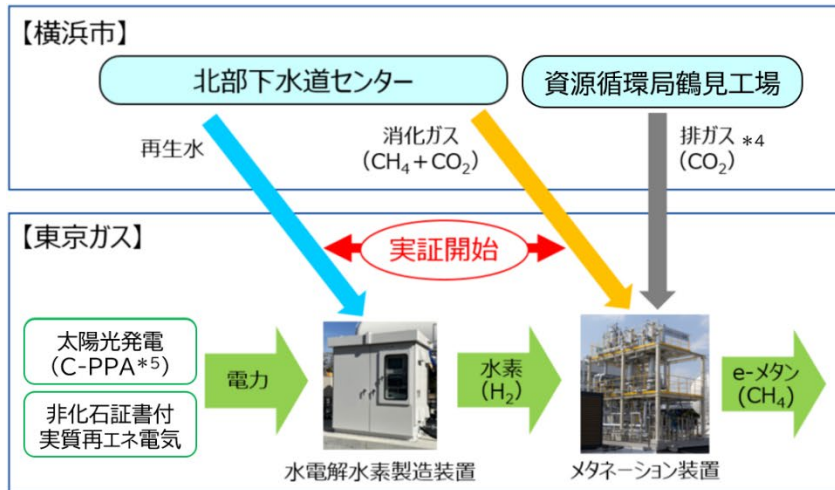 【横浜市】
北部下水道センター
資源循環局鶴見工場
再生水
消化ガス
(CH₄+CO₂)
排ガス *4
(CO₂)
【東京ガス】
実証開始
太陽光発電
(C-PPA*5)
非化石証書付
実質再エネ電気
電力
水素
(H₂)
e-メタン
(CH₄)
水電解水素製造装置
メタネーション装置